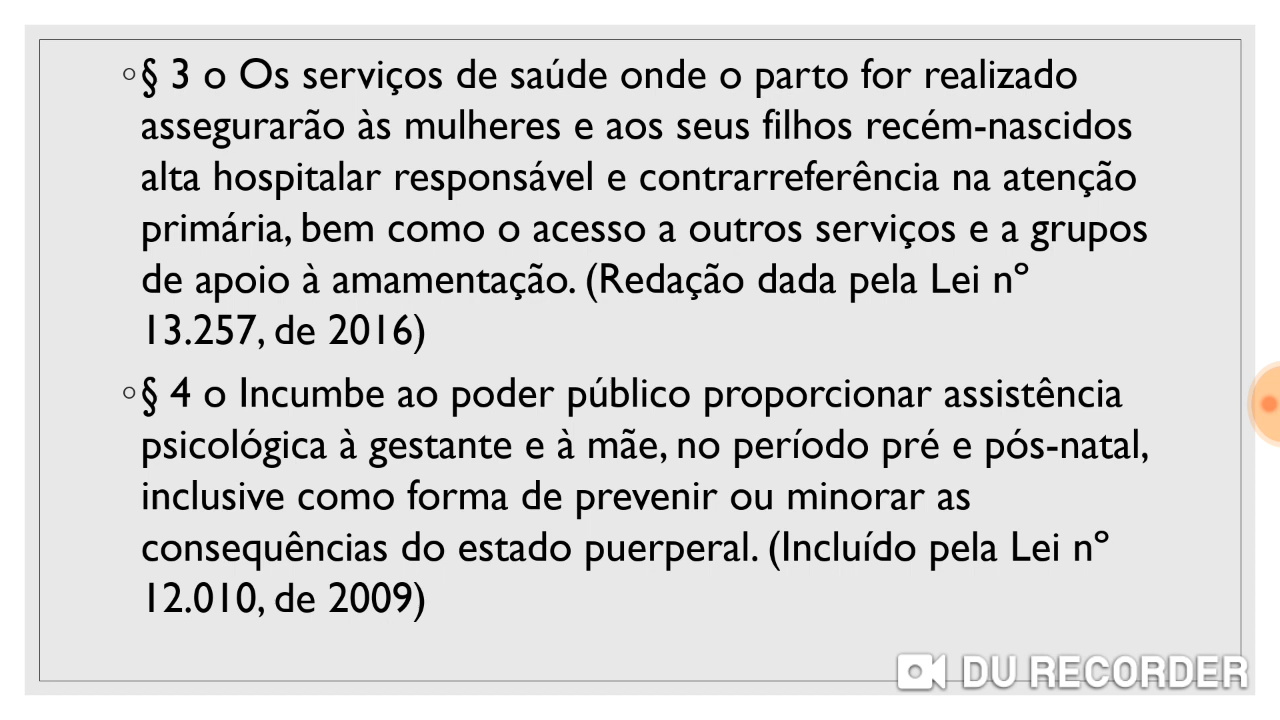 § 3 o Os serviços de saúde onde o parto for realizado
assegurarão às mulheres e aos seus filhos recém-nascidos
alta hospitalar responsável e contrarreferência na atenção
primária, bem como o acesso a outros serviços e a grupos
de apoio à amamentação. (Redação dada pela Lei nº
13.257, de 2016)
§ 4 o Incumbe ao poder público proporcionar assistência
psicológica à gestante e à mãe, no período pré e pós-natal,
inclusive como forma de prevenir ou minorar as
consequências do estado puerperal. (Incluído pela Lei nº
12.010, de 2009)
DU RECORDER